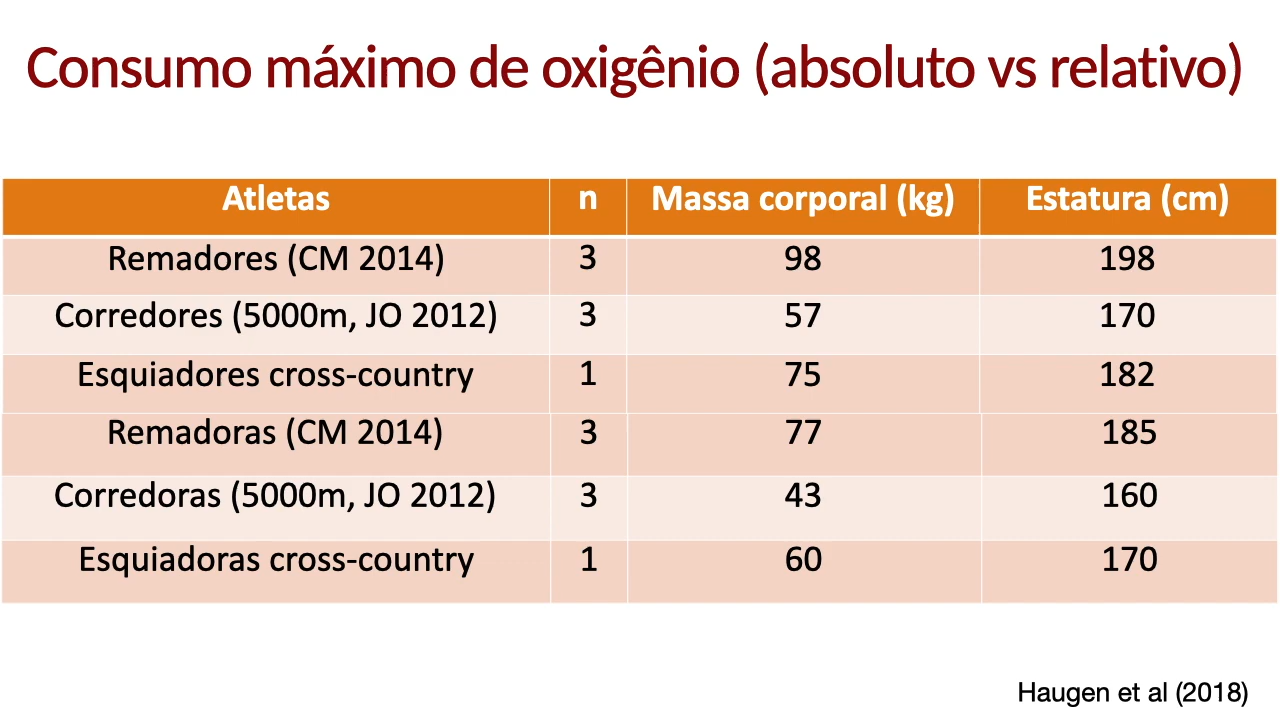 Consumo máximo de oxigênio (absoluto vs relativo)
Atletas n Massa corporal (kg) Estatura (cm)
Remadores (CM 2014) 3 98 198
Corredores (5000m, JO 2012) 3 57 170
Esquiadores cross-country 1 75 182
Remadoras (CM 2014) 3 77 185
Corredoras (5000m, JO 2012) 3 43 160
Esquiadoras cross-country 1 60 170
Haugen et al (2018)